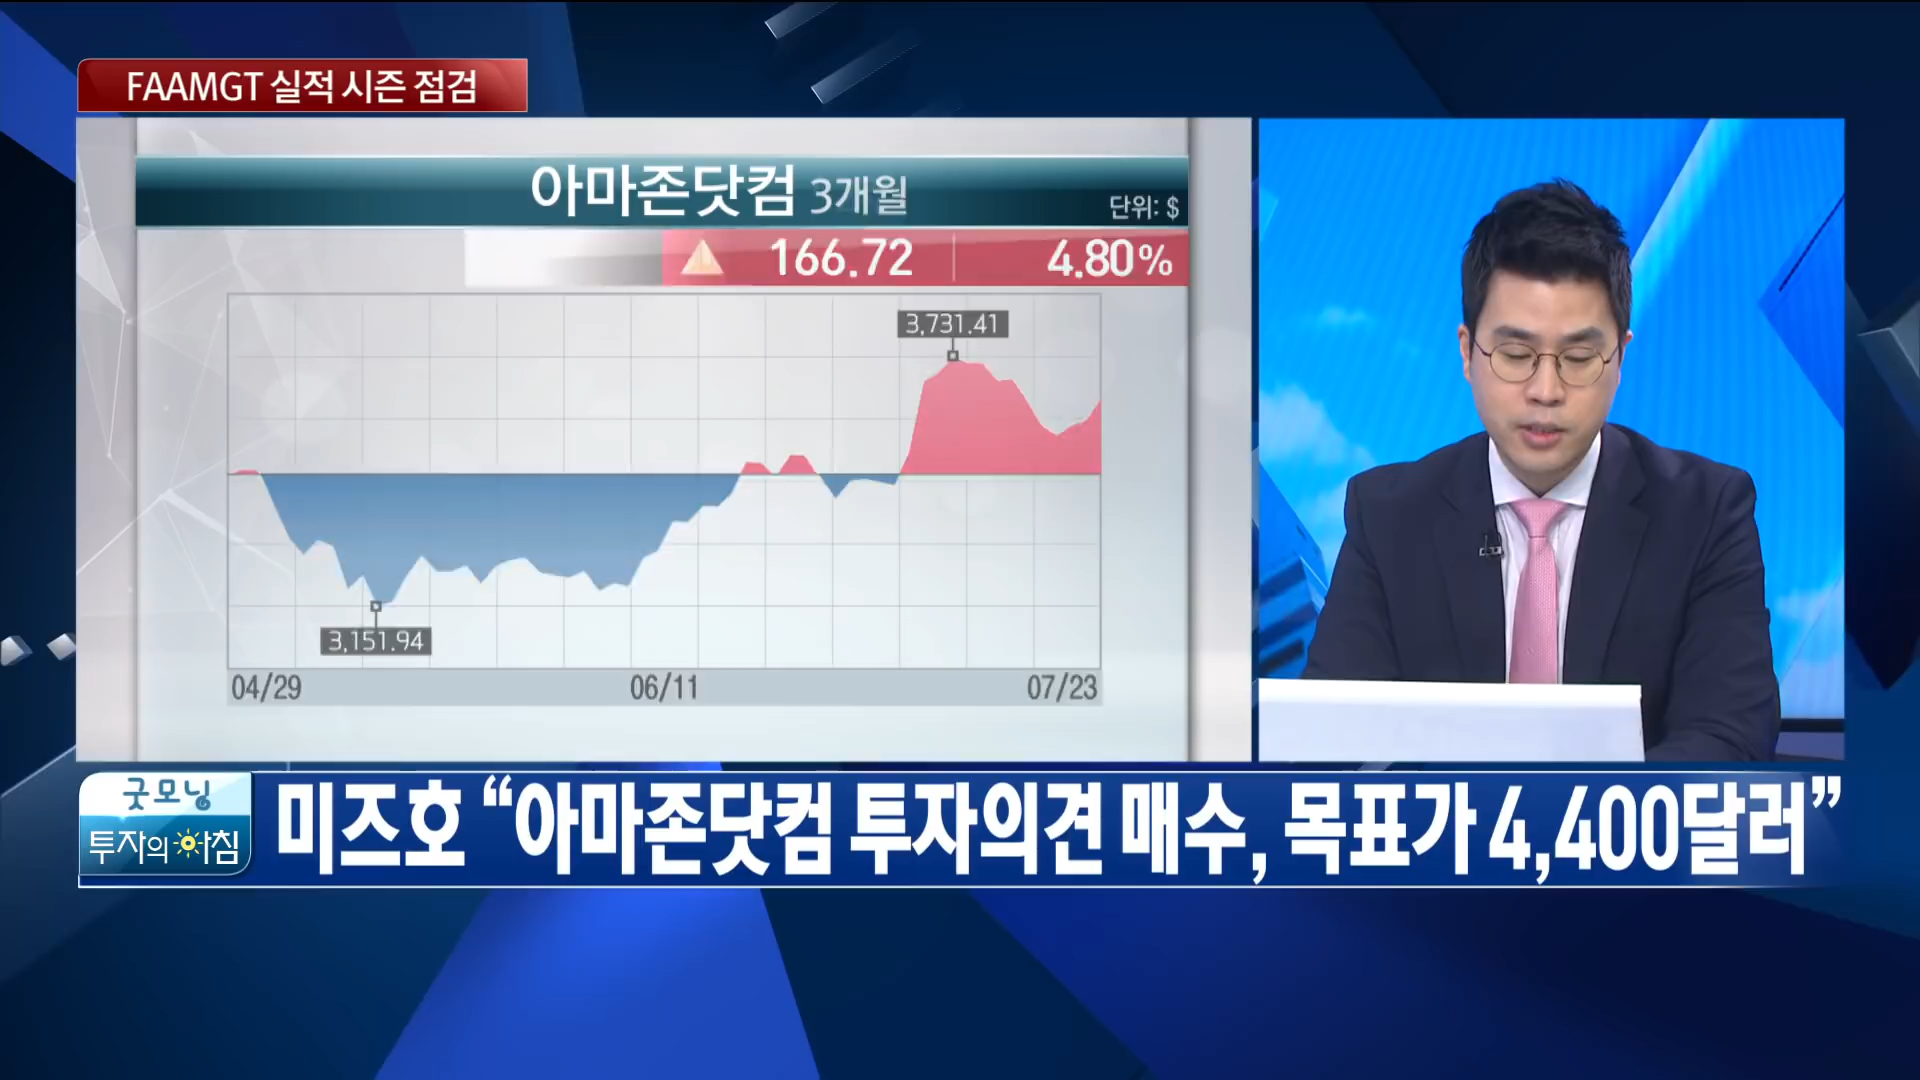 FAAMGT 실적 시즌 점검
아마존닷컴 3개월
단위: $
166.72 4.80%
3,731.41
3,151.94
04/29 06/11 07/23
굿모닝
투자의 아침
미즈호 “아마존닷컴 투자의견 매수, 목표가 4,400달러”